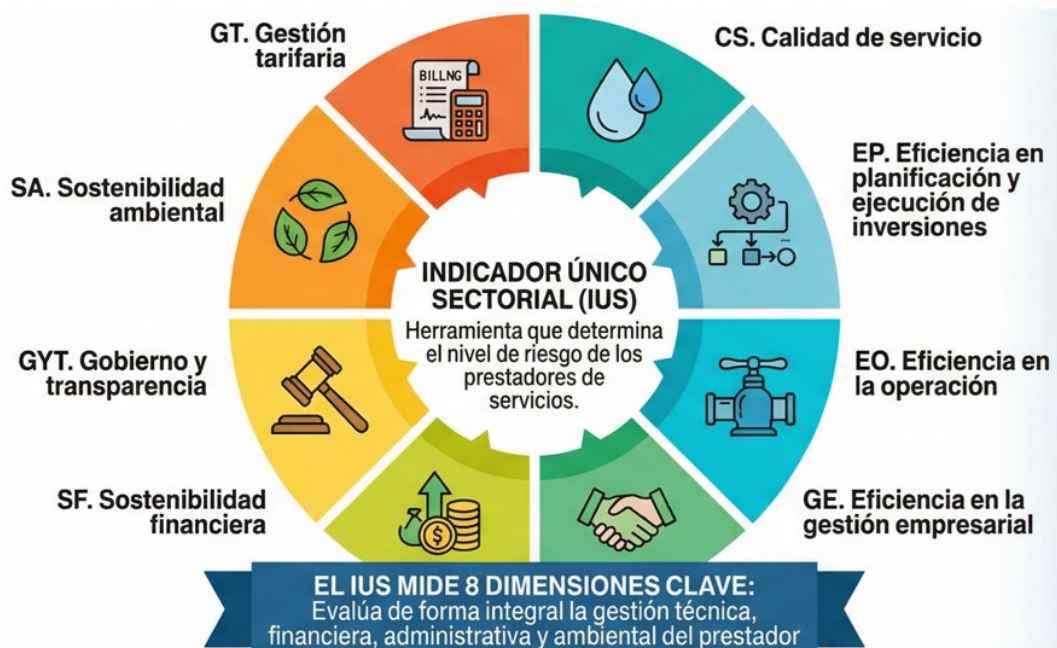 GT. Gestión
tarifaria
BILLNG
CS. Calidad de servicio
SA. Sostenibilidad
ambiental
EP. Eficiencia en
planificación y
ejecución de
inversiones
INDICADOR ÚNICO
SECTORIAL (IUS)
Herramienta que determina
el nivel de riesgo de los
prestadores de
servicios.
GYT. Gobierno y
transparencia
EO. Eficiencia en
la operación
SF. Sostenibilidad
financiera
$
GE. Eficiencia en la
gestión empresarial
EL IUS MIDE 8 DIMENSIONES CLAVE:
Evalúa de forma integral la gestión técnica,
financiera, administrativa y ambiental del prestador